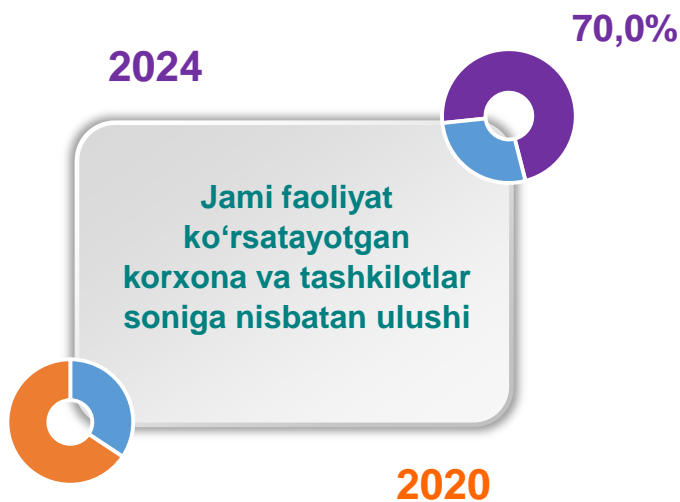 70,0%
2024
Jami faoliyat
ko‘rsatayotgan
korxona va tashkilotlar
soniga nisbatan ulushi
2020